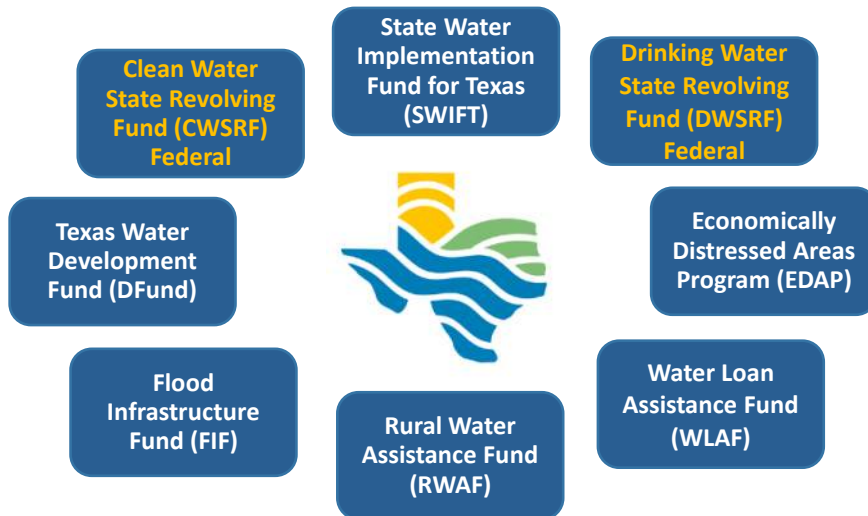 State Water
Implementation
Fund for Texas
(SWIFT)
Clean Water
State Revolving
Fund (CWSRF)
Federal
Drinking Water
State Revolving
Fund (DWSRF)
Federal
Texas Water
Development
Fund (DFund)
Economically
Distressed Areas
Program (EDAP)
Flood
Infrastructure
Fund (FIF)
Water Loan
Assistance Fund
(WLAF)
Rural Water
Assistance Fund
(RWAF)